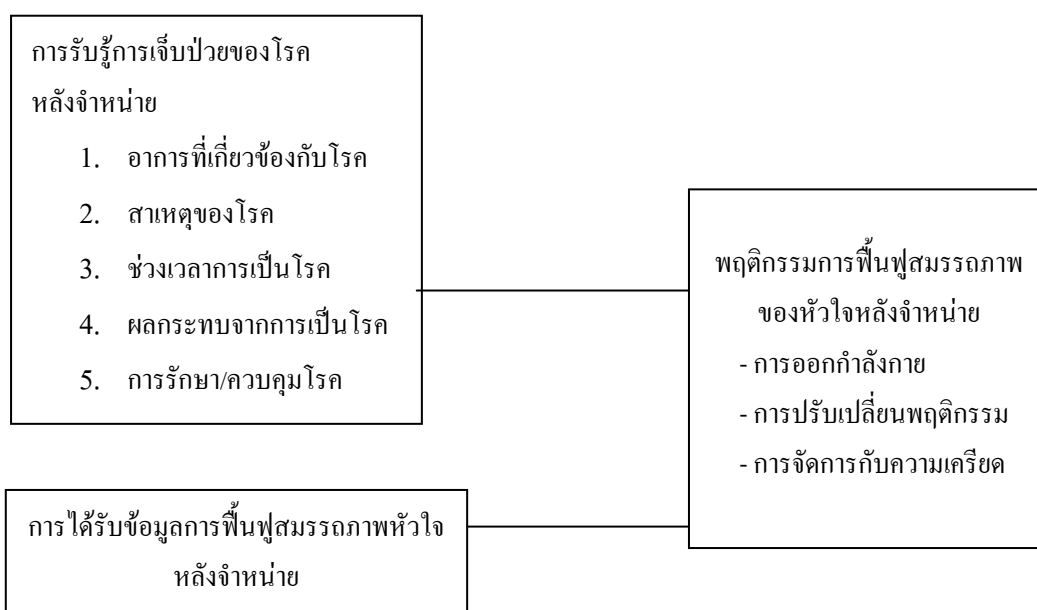 การรับรู้การเจ็บป่วยของโรค
หลังจำหน่าย
1. อาการที่เกี่ยวข้องกับโรค
2. สาเหตุของโรค
3. ช่วงเวลาการเป็นโรค
4. ผลกระทบจากการเป็นโรค
5. การรักษา/ควบคุมโรค
พฤติกรรมการฟื้นฟูสมรรถภาพ
ของหัวใจหลังจำหน่าย
- การออกกำลังกาย
- การปรับเปลี่ยนพฤติกรรม
- การจัดการกับความเครียด
การได้รับข้อมูลการฟื้นฟูสมรรถภาพหัวใจ
หลังจำหน่าย